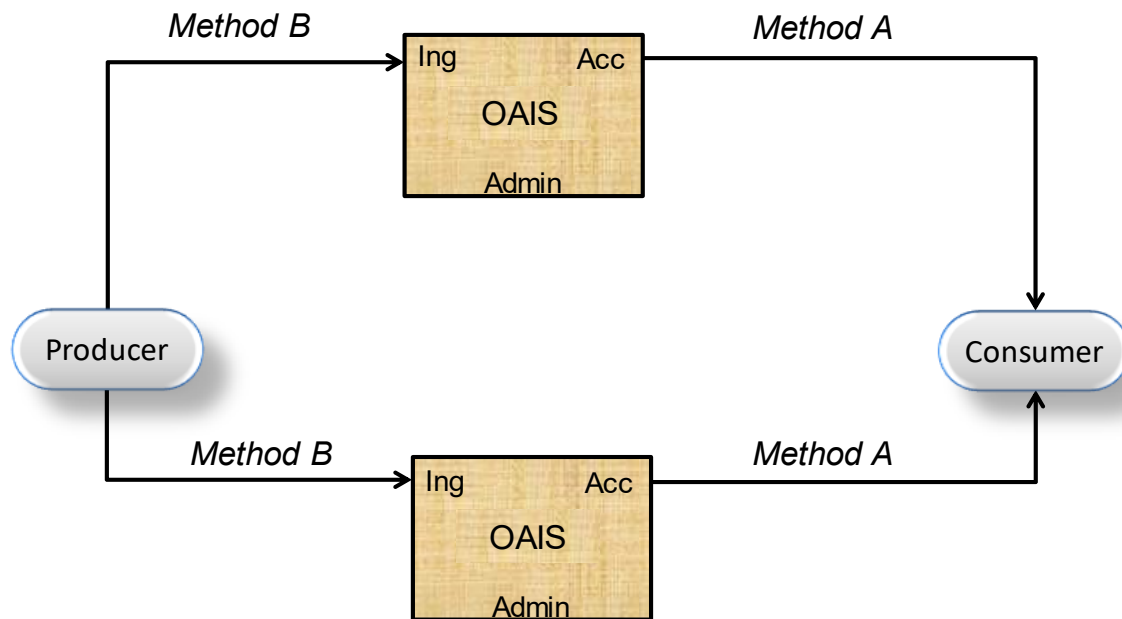 Method B
Method A
Ing Acc
OAIS
Admin
Producer
Consumer
Method B
Method A
Ing Acc
OAIS
Admin